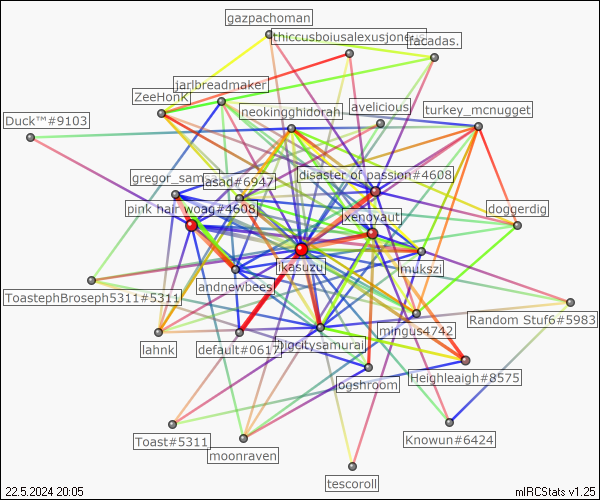 gazpachoman
thiccusboiusalexusjones
facadas.
jarlbreadmaker
ZeeHonK
neokingghidorah
avelicious
turkey_mcnugget
Duck™#9103
gregor_sam
asad#6947
disaster of passion#4608
pink hair woag#4608
xenoyaut
doggerdig
ikasuzu
mukszi
andnewbees
ToastephBroseph5311#5311
Random Stuf6#5983
mingus4742
lahnk
default#0617
bigcitysamurai
Heighleaigh#8575
ogshroom
Toast#5311
moonraven
Knowun#6424
tescoroll
22.5.2024 20:05
mIRCStats v1.25